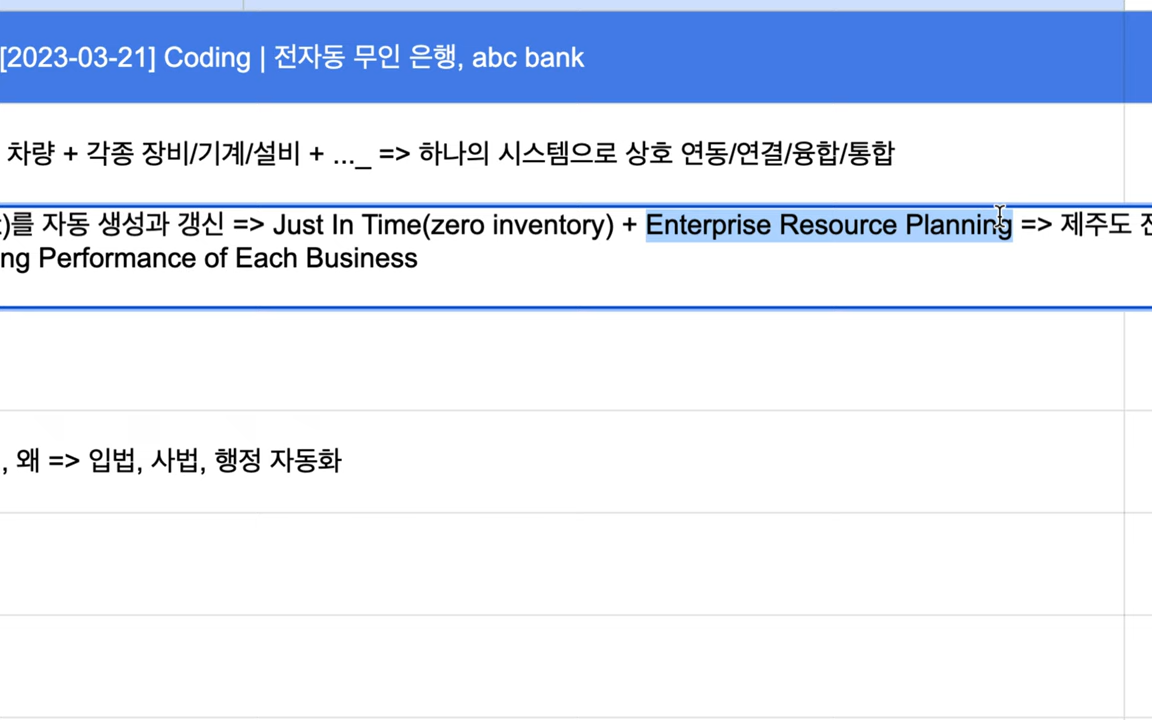 [2023-03-21] Coding | 전자동 무인 은행, abc bank
차량 + 각종 장비/기계/설비 + ..._ => 하나의 시스템으로 상호 연동/연결/융합/통합
)를 자동 생성과 갱신 => Just In Time(zero inventory) + Enterprise Resource Planning => 제주도
ng Performance of Each Business
, 왜 => 입법, 사법, 행정 자동화